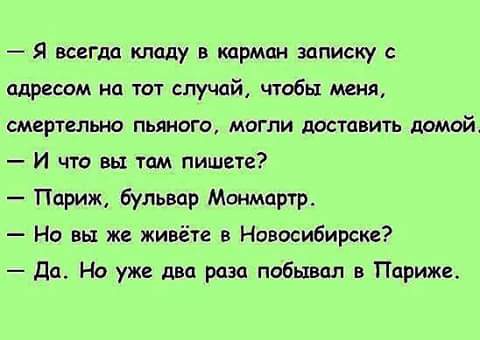 — Я всегда кладу в карман записку с
адресом на тот случай, чтобы меня,
смертельно пьяного, могли доставить домой.
— И что вы там пишете?
— Париж, бульвар Монмартр.
— Но вы же живёте в Новосибирске?
— Да. Но уже два раза побывал в Париже.